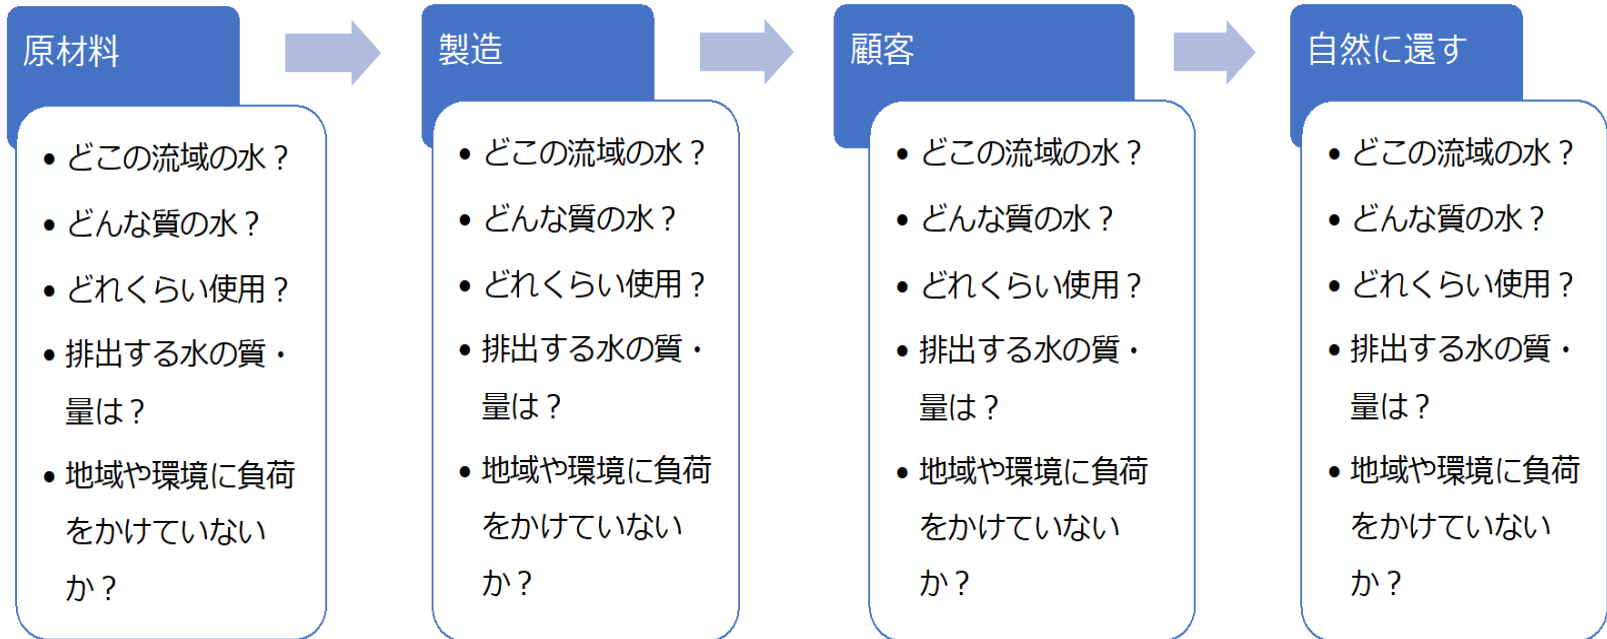 原材料
• どこの流域の水？
• どんな質の水？
• どれくらい使用？
• 排出する水の質・
量は？
• 地域や環境に負荷
をかけていない
か？
製造
• どこの流域の水？
• どんな質の水？
• どれくらい使用？
• 排出する水の質・
量は？
• 地域や環境に負荷
をかけていない
か？
顧客
• どこの流域の水？
• どんな質の水？
• どれくらい使用？
• 排出する水の質・
量は？
• 地域や環境に負荷
をかけていない
か？
自然に還す
• どこの流域の水？
• どんな質の水？
• どれくらい使用？
• 排出する水の質・
量は？
• 地域や環境に負荷
をかけていない
か？